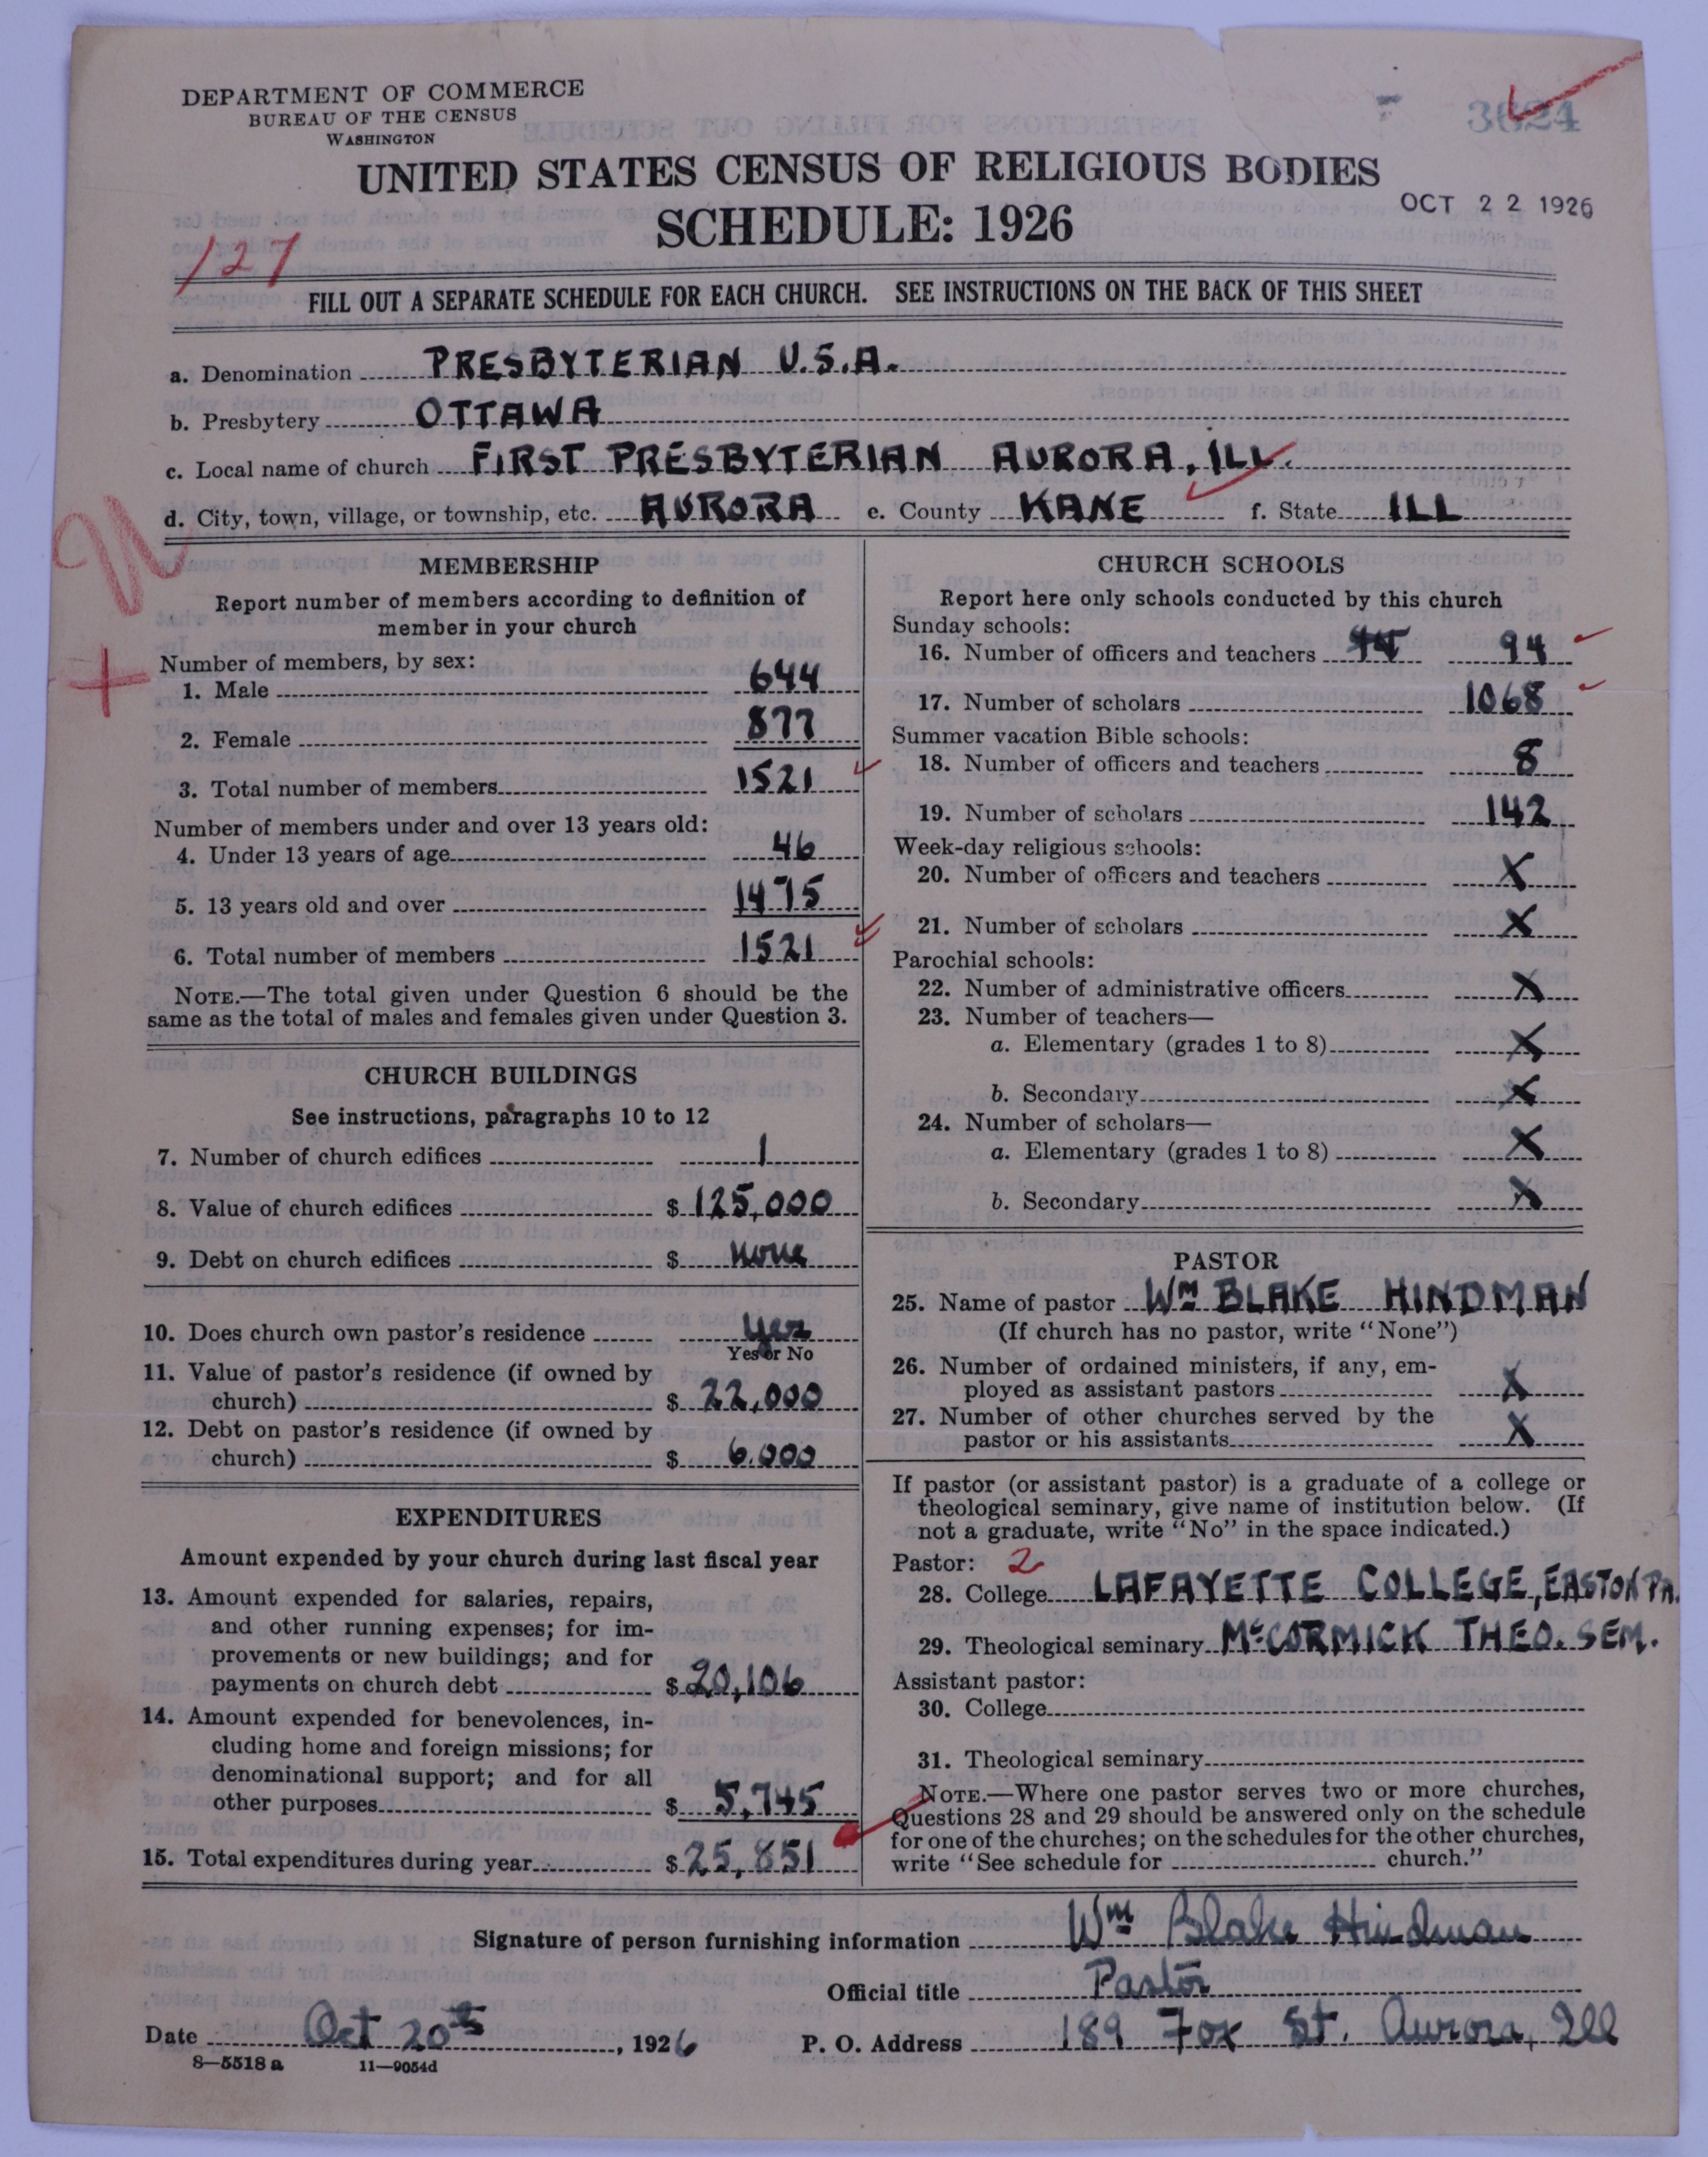 DEPARTMENT OF COMMERCE
BUREAU OF THE CENSUS
WASHINGTON
3624
UNITED STATES CENSUS OF RELIGIOUS BODIES
SCHEDULE: 1926
OCT 22 1926
127
FILL OUT A SEPARATE SCHEDULE FOR EACH CHURCH. SEE INSTRUCTIONS ON THE BACK OF THIS SHEET
a. Denomination PRESBYTERIAN U.S.A.
b. Presbytery OTTAWA
c. Local name of church FIRST PRESBYTERIAN AURORA, ILL.
d. City, town, village, or township, etc. AURORA e. County KANE f. State ILL
MEMBERSHIP
Report number of members according to definition of
member in your church
Number of members, by sex:
1. Male 644
2. Female 877
3. Total number of members 1521
Number of members under and over 13 years old:
4. Under 13 years of age 46
5. 13 years old and over 1475
6. Total number of members 1521
NOTE.—The total given under Question 6 should be the
same as the total of males and females given under Question 3.
CHURCH BUILDINGS
See instructions, paragraphs 10 to 12
7. Number of church edifices 1
8. Value of church edifices $ 125,000
9. Debt on church edifices $ none
10. Does church own pastor's residence yes
Yes or No
11. Value of pastor's residence (if owned by
church) $ 22,000
12. Debt on pastor's residence (if owned by
church) $ 6.000
EXPENDITURES
Amount expended by your church during last fiscal year
13. Amount expended for salaries, repairs,
and other running expenses; for im-
provements or new buildings; and for
payments on church debt $ 20,106
14. Amount expended for benevolences, in-
cluding home and foreign missions; for
denominational support; and for all
other purposes $ 5,745
15. Total expenditures during year $ 25,851
CHURCH SCHOOLS
Report here only schools conducted by this church
Sunday schools:
16. Number of officers and teachers 94
17. Number of scholars 1068
Summer vacation Bible schools:
18. Number of officers and teachers 8
19. Number of scholars 142
Week-day religious schools:
20. Number of officers and teachers X
21. Number of scholars X
Parochial schools:
22. Number of administrative officers X
23. Number of teachers—
a. Elementary (grades 1 to 8) X
b. Secondary X
24. Number of scholars—
a. Elementary (grades 1 to 8) X
b. Secondary X
PASTOR
25. Name of pastor Wm BLAKE HINDMAN
(If church has no pastor, write "None")
26. Number of ordained ministers, if any, em-
ployed as assistant pastors X
27. Number of other churches served by the
pastor or his assistants X
If pastor (or assistant pastor) is a graduate of a college or
theological seminary, give name of institution below. (If
not a graduate, write "No" in the space indicated.)
Pastor: 2
28. College LAFAYETTE COLLEGE, EASTON PA.
29. Theological seminary McCORMICK THEO. SEM.
Assistant pastor:
30. College
31. Theological seminary
NOTE.—Where one pastor serves two or more churches,
Questions 28 and 29 should be answered only on the schedule
for one of the churches; on the schedules for the other churches,
write "See schedule for church."
Signature of person furnishing information Wm Blake Hindman
Official title Pastor
Date Oct 20th, 1926 P. O. Address 189 Fox St. Aurora, Ill
8—5518 a 11—9054d